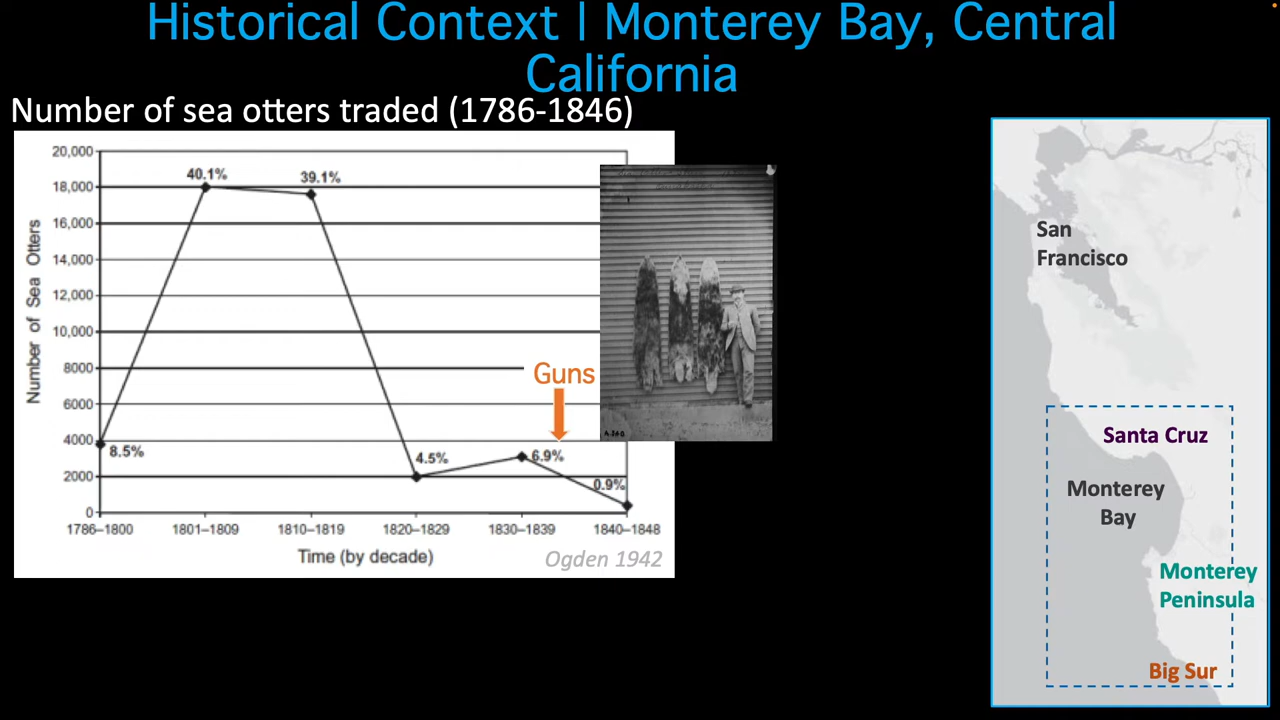 Historical Context | Monterey Bay, Central
California
Number of sea otters traded (1786-1846)
20,000
18,000
16,000
14,000
12,000
10,000
8000
6000
4000
2000
0
Number of Sea Otters
40.1%
39.1%
8.5%
4.5%
6.9%
0.9%
Guns
1786–1800
1801–1809
1810–1819
1820–1829
1830–1839
1840–1848
Time (by decade)
Ogden 1942
San
Francisco
Santa Cruz
Monterey
Bay
Monterey
Peninsula
Big Sur